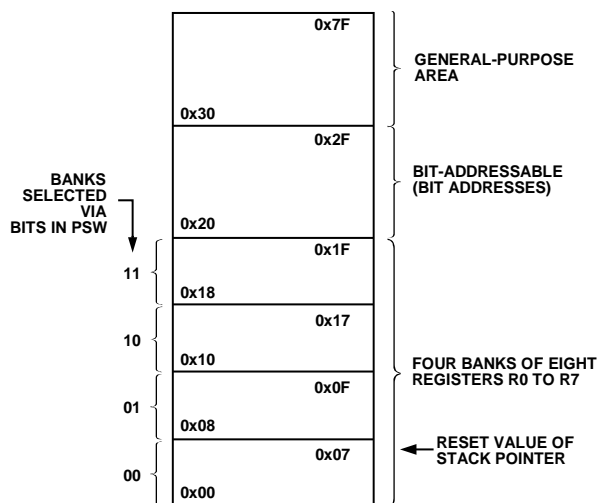 0x7F
GENERAL-PURPOSE
AREA
0x30
0x2F
BIT-ADDRESSABLE
(BIT ADDRESSES)
BANKS
SELECTED
VIA
BITS IN PSW
0x20
0x1F
11
0x18
0x17
10
0x10
FOUR BANKS OF EIGHT
REGISTERS R0 TO R7
0x0F
01
0x08
0x07
RESET VALUE OF
STACK POINTER
00
0x00